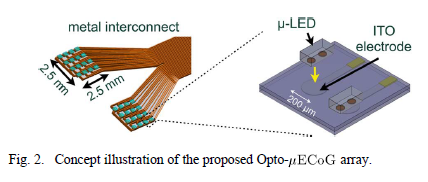 metal interconnect
2.5 mm
2.5 mm
μ-LED
ITO
electrode
200 μm
Fig. 2. Concept illustration of the proposed Opto-μECoG array.